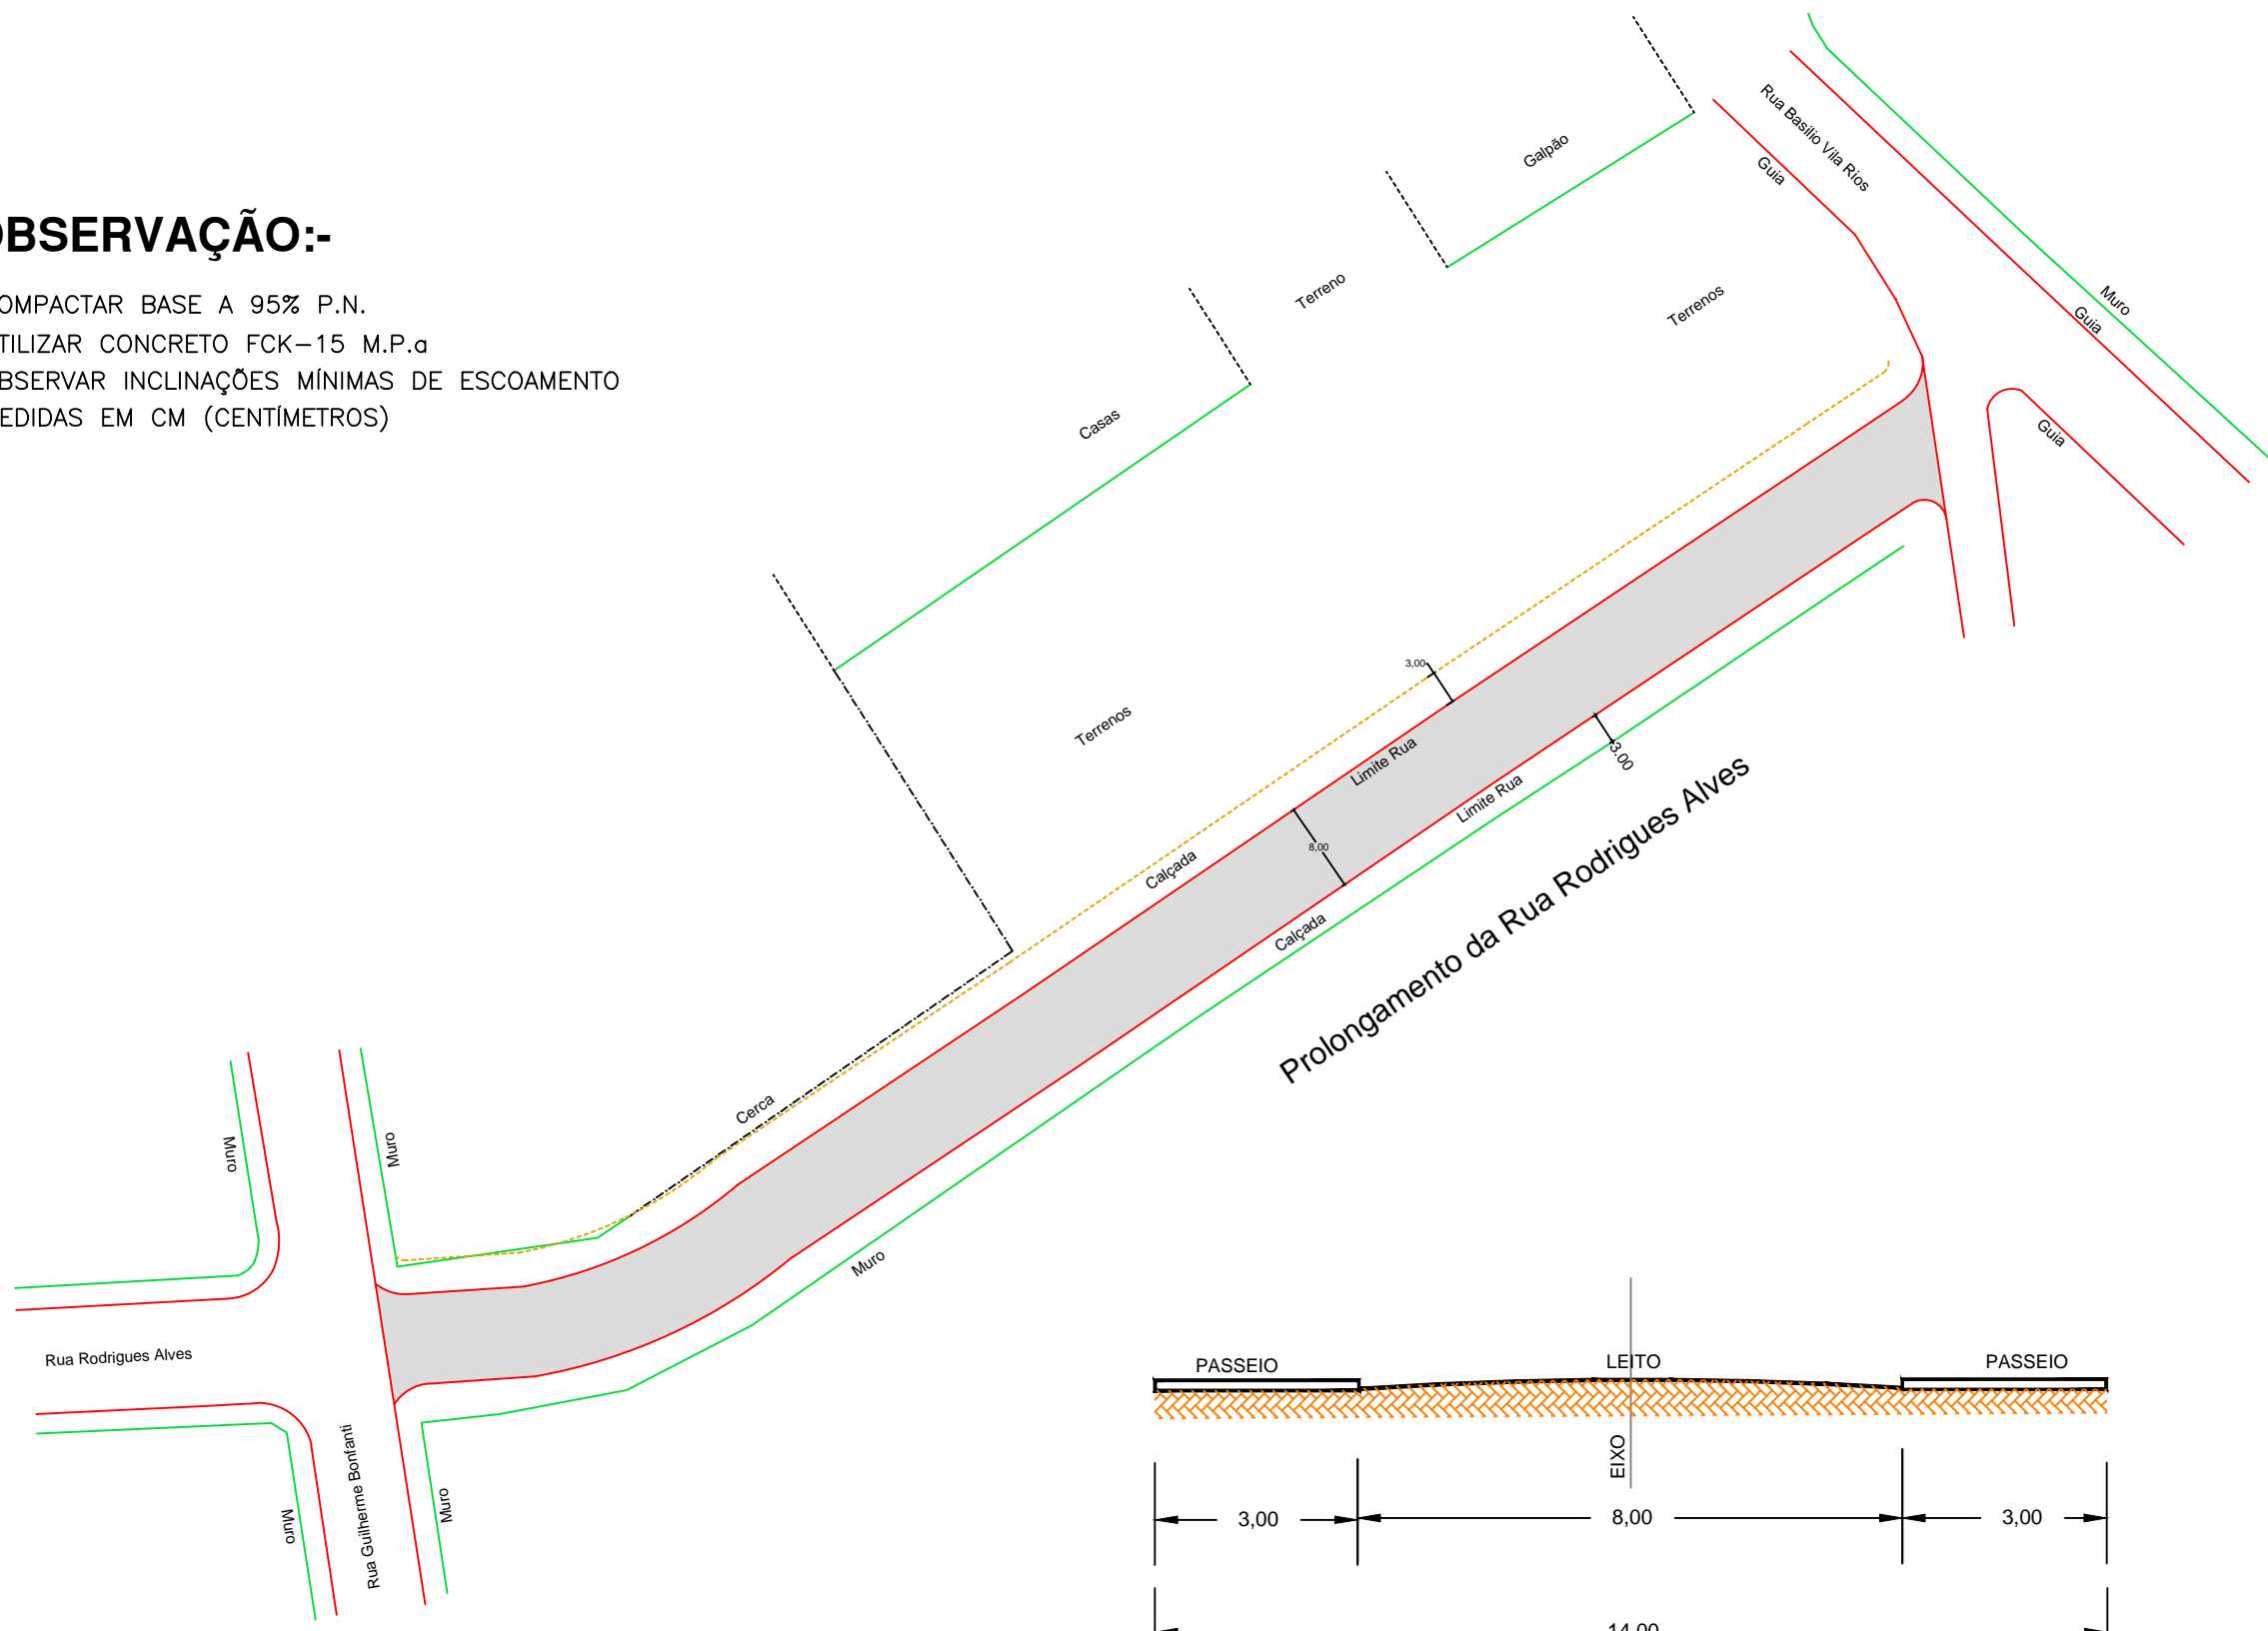 OBSERVAÇÃO:-
OMPACTAR BASE A 95% P.N.
TILIZAR CONCRETO FCK-15 M.P.a
BSERVAR INCLINAÇÕES MÍNIMAS DE ESCOAMENTO
EDIDAS EM CM (CENTÍMETROS)
Galpão
Rua Basilio Vila Rios
Guia
Terreno
Terrenos
Muro
Guia
Casas
Guia
Terrenos
3,00
Limite Rua
3.00
Limite Rua
8,00
Calçada
Calçada
Prolongamento da Rua Rodrigues Alves
Cerca
Muro
Muro
Muro
Rua Rodrigues Alves
Rua Guilherme Bonfanti
Muro
Muro
PASSEIO
LEITO
PASSEIO
EIXO
3,00
8,00
3,00
14,00